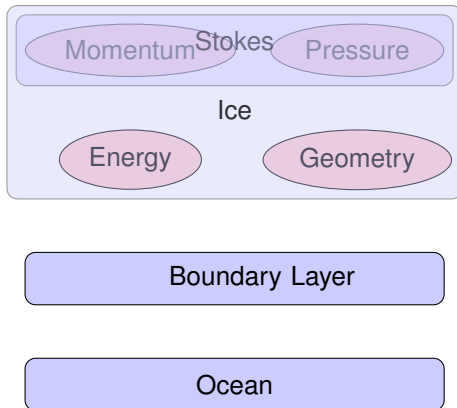 Momentum Stokes Pressure
Ice
Energy Geometry
Boundary Layer
Ocean